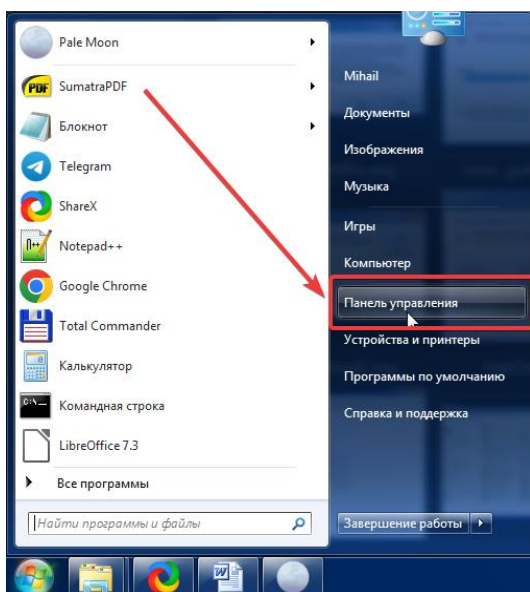 Pale Moon
SumatraPDF
Блокнот
Telegram
ShareX
Notepad++
Google Chrome
Total Commander
Калькулятор
Командная строка
LibreOffice 7.3
Все программы
Найти программы и файлы
Mihail
Документы
Изображения
Музыка
Игры
Компьютер
Панель управления
Устройства и принтеры
Программы по умолчанию
Справка и поддержка
Завершение работы